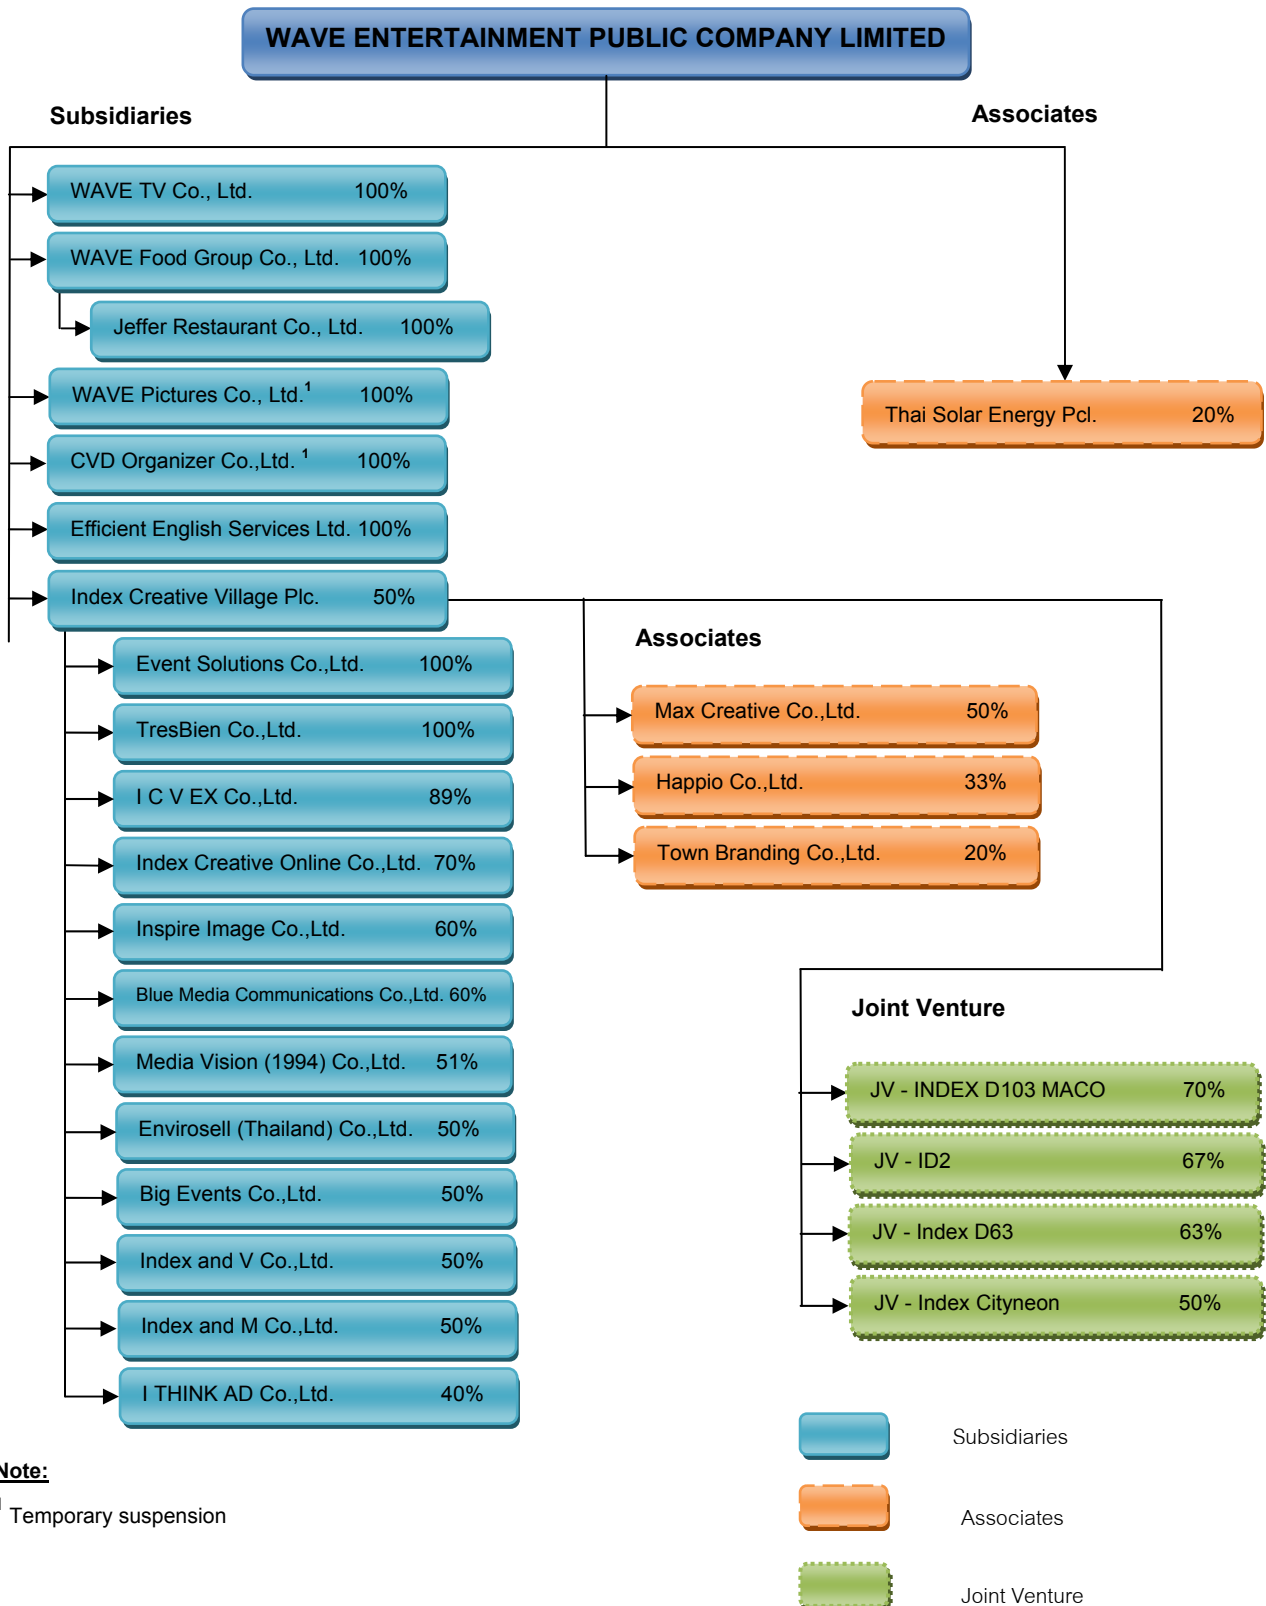 WAVE ENTERTAINMENT PUBLIC COMPANY LIMITED
Subsidiaries
Associates
WAVE TV Co., Ltd. 100%
WAVE Food Group Co., Ltd. 100%
Jeffer Restaurant Co., Ltd. 100%
WAVE Pictures Co., Ltd.¹ 100%
CVD Organizer Co.,Ltd. ¹ 100%
Efficient English Services Ltd. 100%
Index Creative Village Plc. 50%
Thai Solar Energy Pcl. 20%
Event Solutions Co.,Ltd. 100%
TresBien Co.,Ltd. 100%
I C V EX Co.,Ltd. 89%
Index Creative Online Co.,Ltd. 70%
Inspire Image Co.,Ltd. 60%
Blue Media Communications Co.,Ltd. 60%
Media Vision (1994) Co.,Ltd. 51%
Envirosell (Thailand) Co.,Ltd. 50%
Big Events Co.,Ltd. 50%
Index and V Co.,Ltd. 50%
Index and M Co.,Ltd. 50%
I THINK AD Co.,Ltd. 40%
Associates
Max Creative Co.,Ltd. 50%
Happio Co.,Ltd. 33%
Town Branding Co.,Ltd. 20%
Joint Venture
JV - INDEX D103 MACO 70%
JV - ID2 67%
JV - Index D63 63%
JV - Index Cityneon 50%
Subsidiaries
Associates
Joint Venture
Note:
¹ Temporary suspension